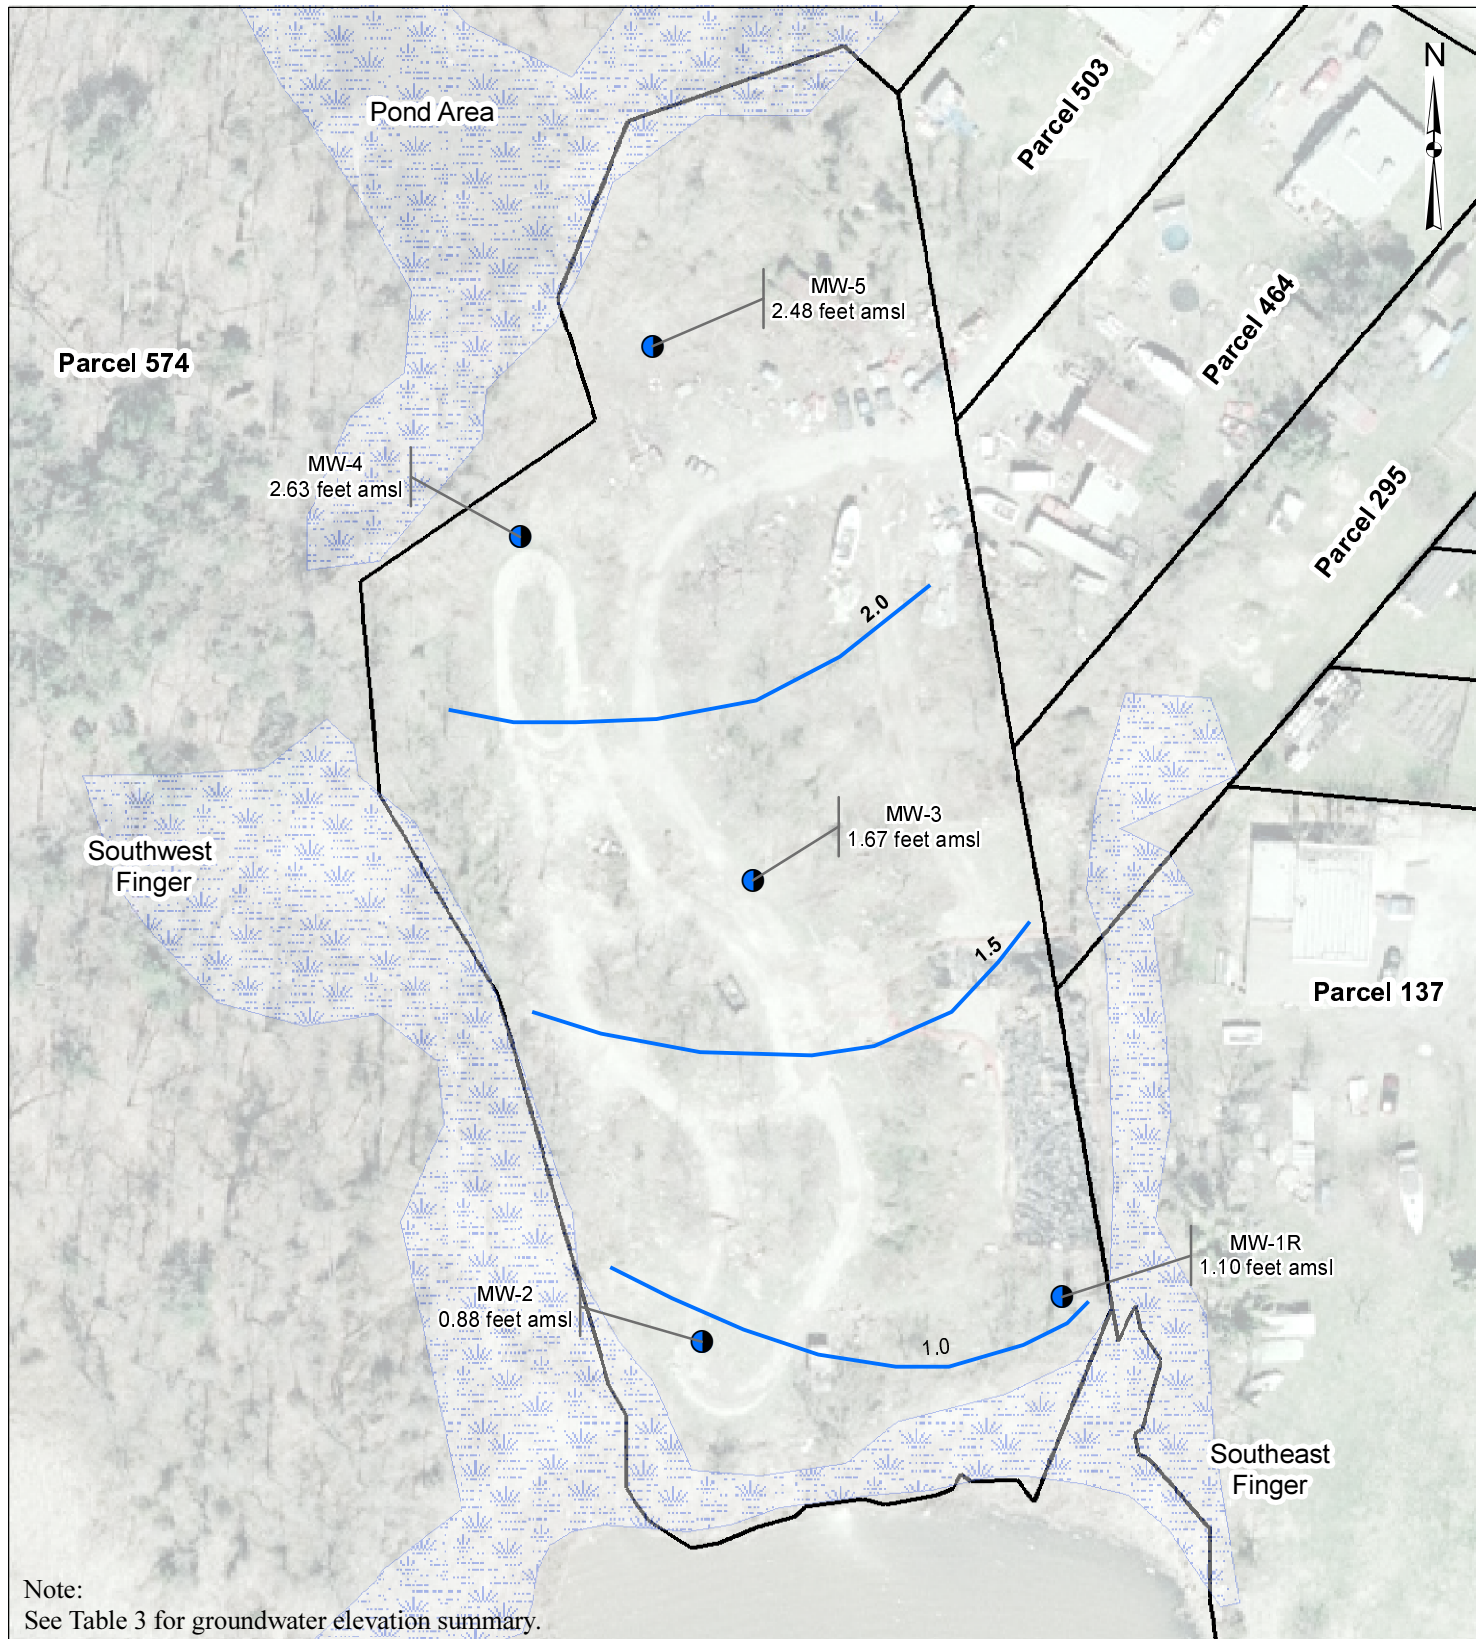 N
Pond Area
Parcel 503
MW-5
2.48 feet amsl
Parcel 464
Parcel 574
MW-4
2.63 feet amsl
Parcel 295
2.0
MW-3
1.67 feet amsl
Southwest
Finger
1.5
Parcel 137
MW-1R
1.10 feet amsl
MW-2
0.88 feet amsl
1.0
Southeast
Finger
Note:
See Table 3 for groundwater elevation summary.